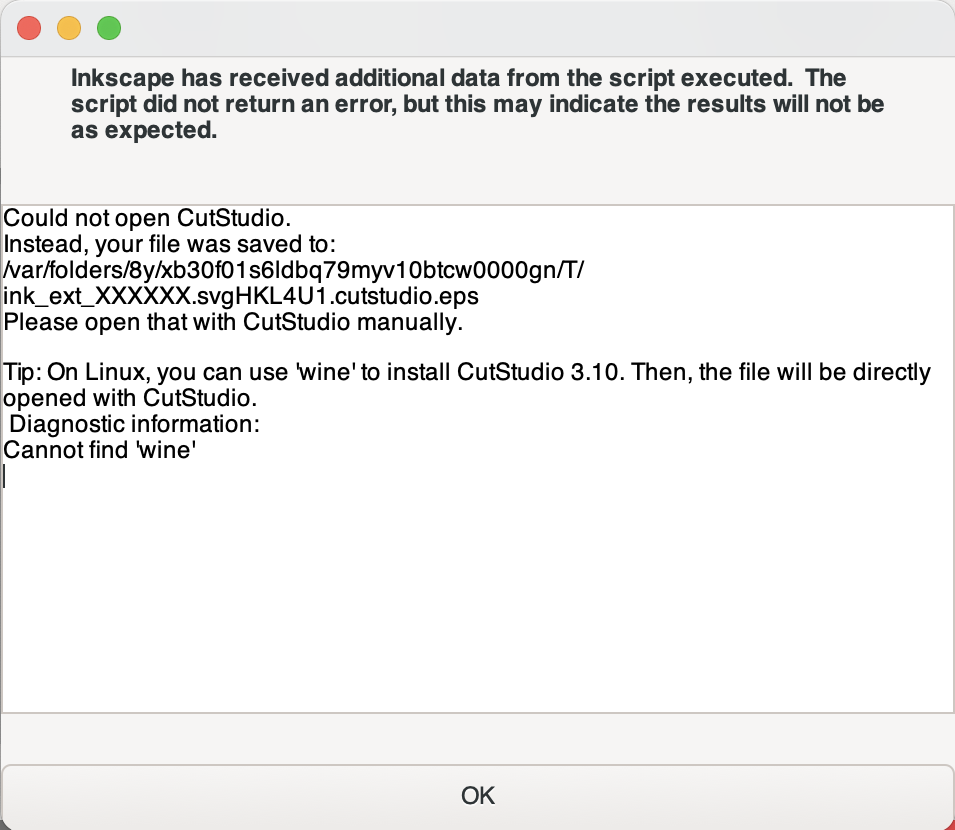 Inkscape has received additional data from the script executed.  The
script did not return an error, but this may indicate the results will not be
as expected.
Could not open CutStudio.
Instead, your file was saved to:
/var/folders/8y/xb30f01s6ldbq79myv10btcw0000gn/T/
ink_ext_XXXXXX.svgHKL4U1.cutstudio.eps
Please open that with CutStudio manually.
Tip: On Linux, you can use 'wine' to install CutStudio 3.10. Then, the file will be directly
opened with CutStudio.
 Diagnostic information:
Cannot find 'wine'
OK